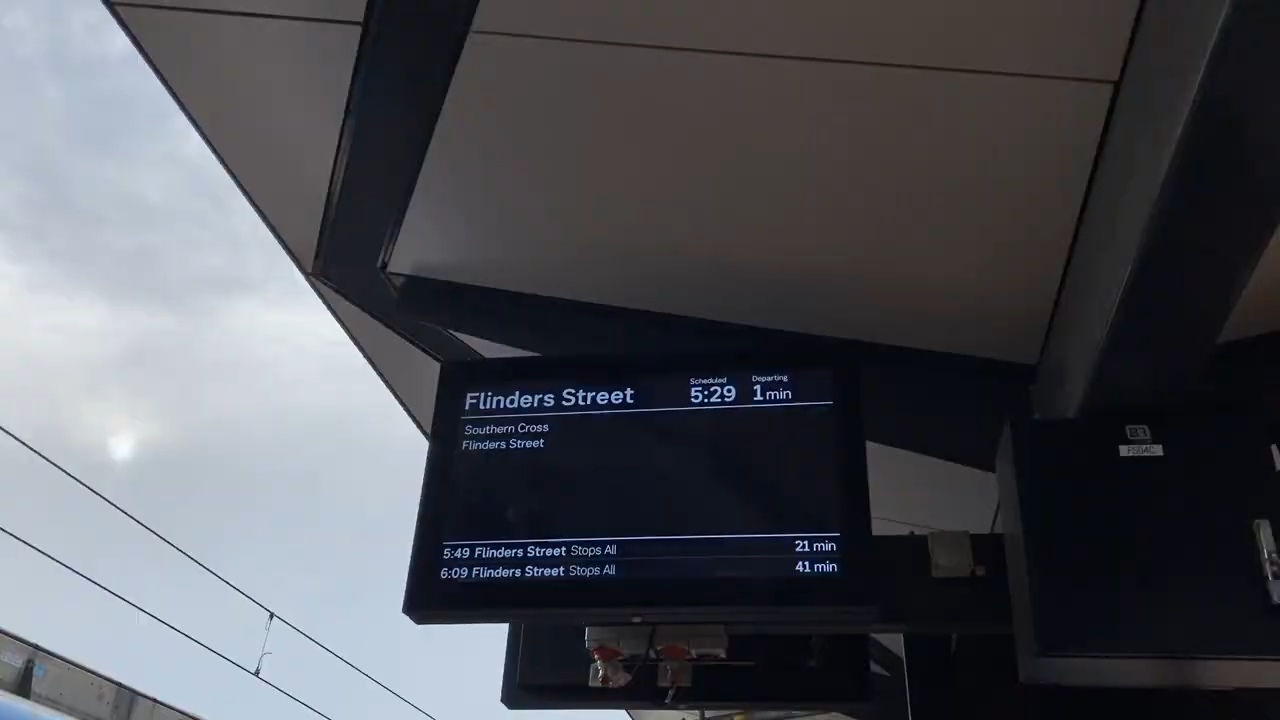 Flinders Street
Scheduled
5:29
Departing
1 min
Southern Cross
Flinders Street
5:49 Flinders Street Stops All 21 min
6:09 Flinders Street Stops All 41 min